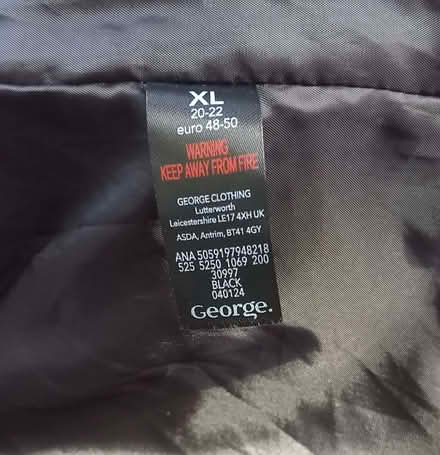 XL
20-22
euro 48-50
WARNING
KEEP AWAY FROM FIRE
GEORGE CLOTHING
Lutterworth
Leicestershire LE17 4XH UK
ASDA, Antrim, BT41 4GY
ANA 5059197948218
525 5250 1069 200
30997
BLACK
040124
George.